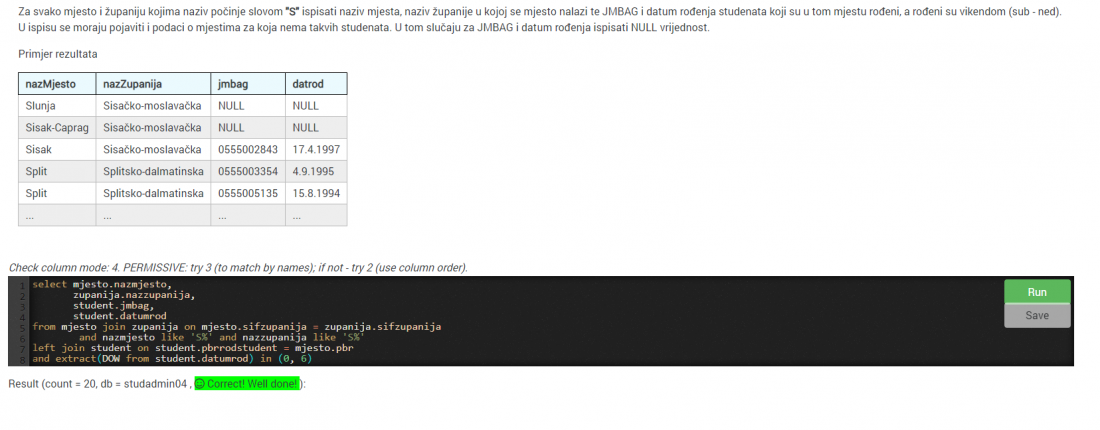 Za svako mjesto i županiju kojima naziv počinje slovom "S" ispisati naziv mjesta, naziv županije u kojoj se mjesto nalazi te JMBAG i datum rođenja studenata koji su u tom mjestu rođeni, a rođeni su vikendom (sub - ned).
U ispisu se moraju pojaviti i podaci o mjestima za koja nema takvih studenata. U tom slučaju za JMBAG i datum rođenja ispisati NULL vrijednost.
Primjer rezultata
nazMjesto nazZupanija jmbag datrod
Slunja Sisačko-moslavačka NULL NULL
Sisak-Caprag Sisačko-moslavačka NULL NULL
Sisak Sisačko-moslavačka 0555002843 17.4.1997
Split Splitsko-dalmatinska 0555003354 4.9.1995
Split Splitsko-dalmatinska 0555005135 15.8.1994
... ... ... ...
Check column mode: 4. PERMISSIVE: try 3 (to match by names); if not - try 2 (use column order).
1 select mjesto.nazmjesto,
2 zupanija.nazzupanija,
3 student.jmbag,
4 student.datumrod
5 from mjesto join zupanija on mjesto.sifzupanija = zupanija.sifzupanija
6 and nazmjesto like 'S%' and nazzupanija like 'S%'
7 left join student on student.pbrrodstudent = mjesto.pbr
8 and extract(DOW from student.datumrod) in (0, 6)
Run
Save
Result (count = 20, db = studadmin04 , Correct! Well done! ):